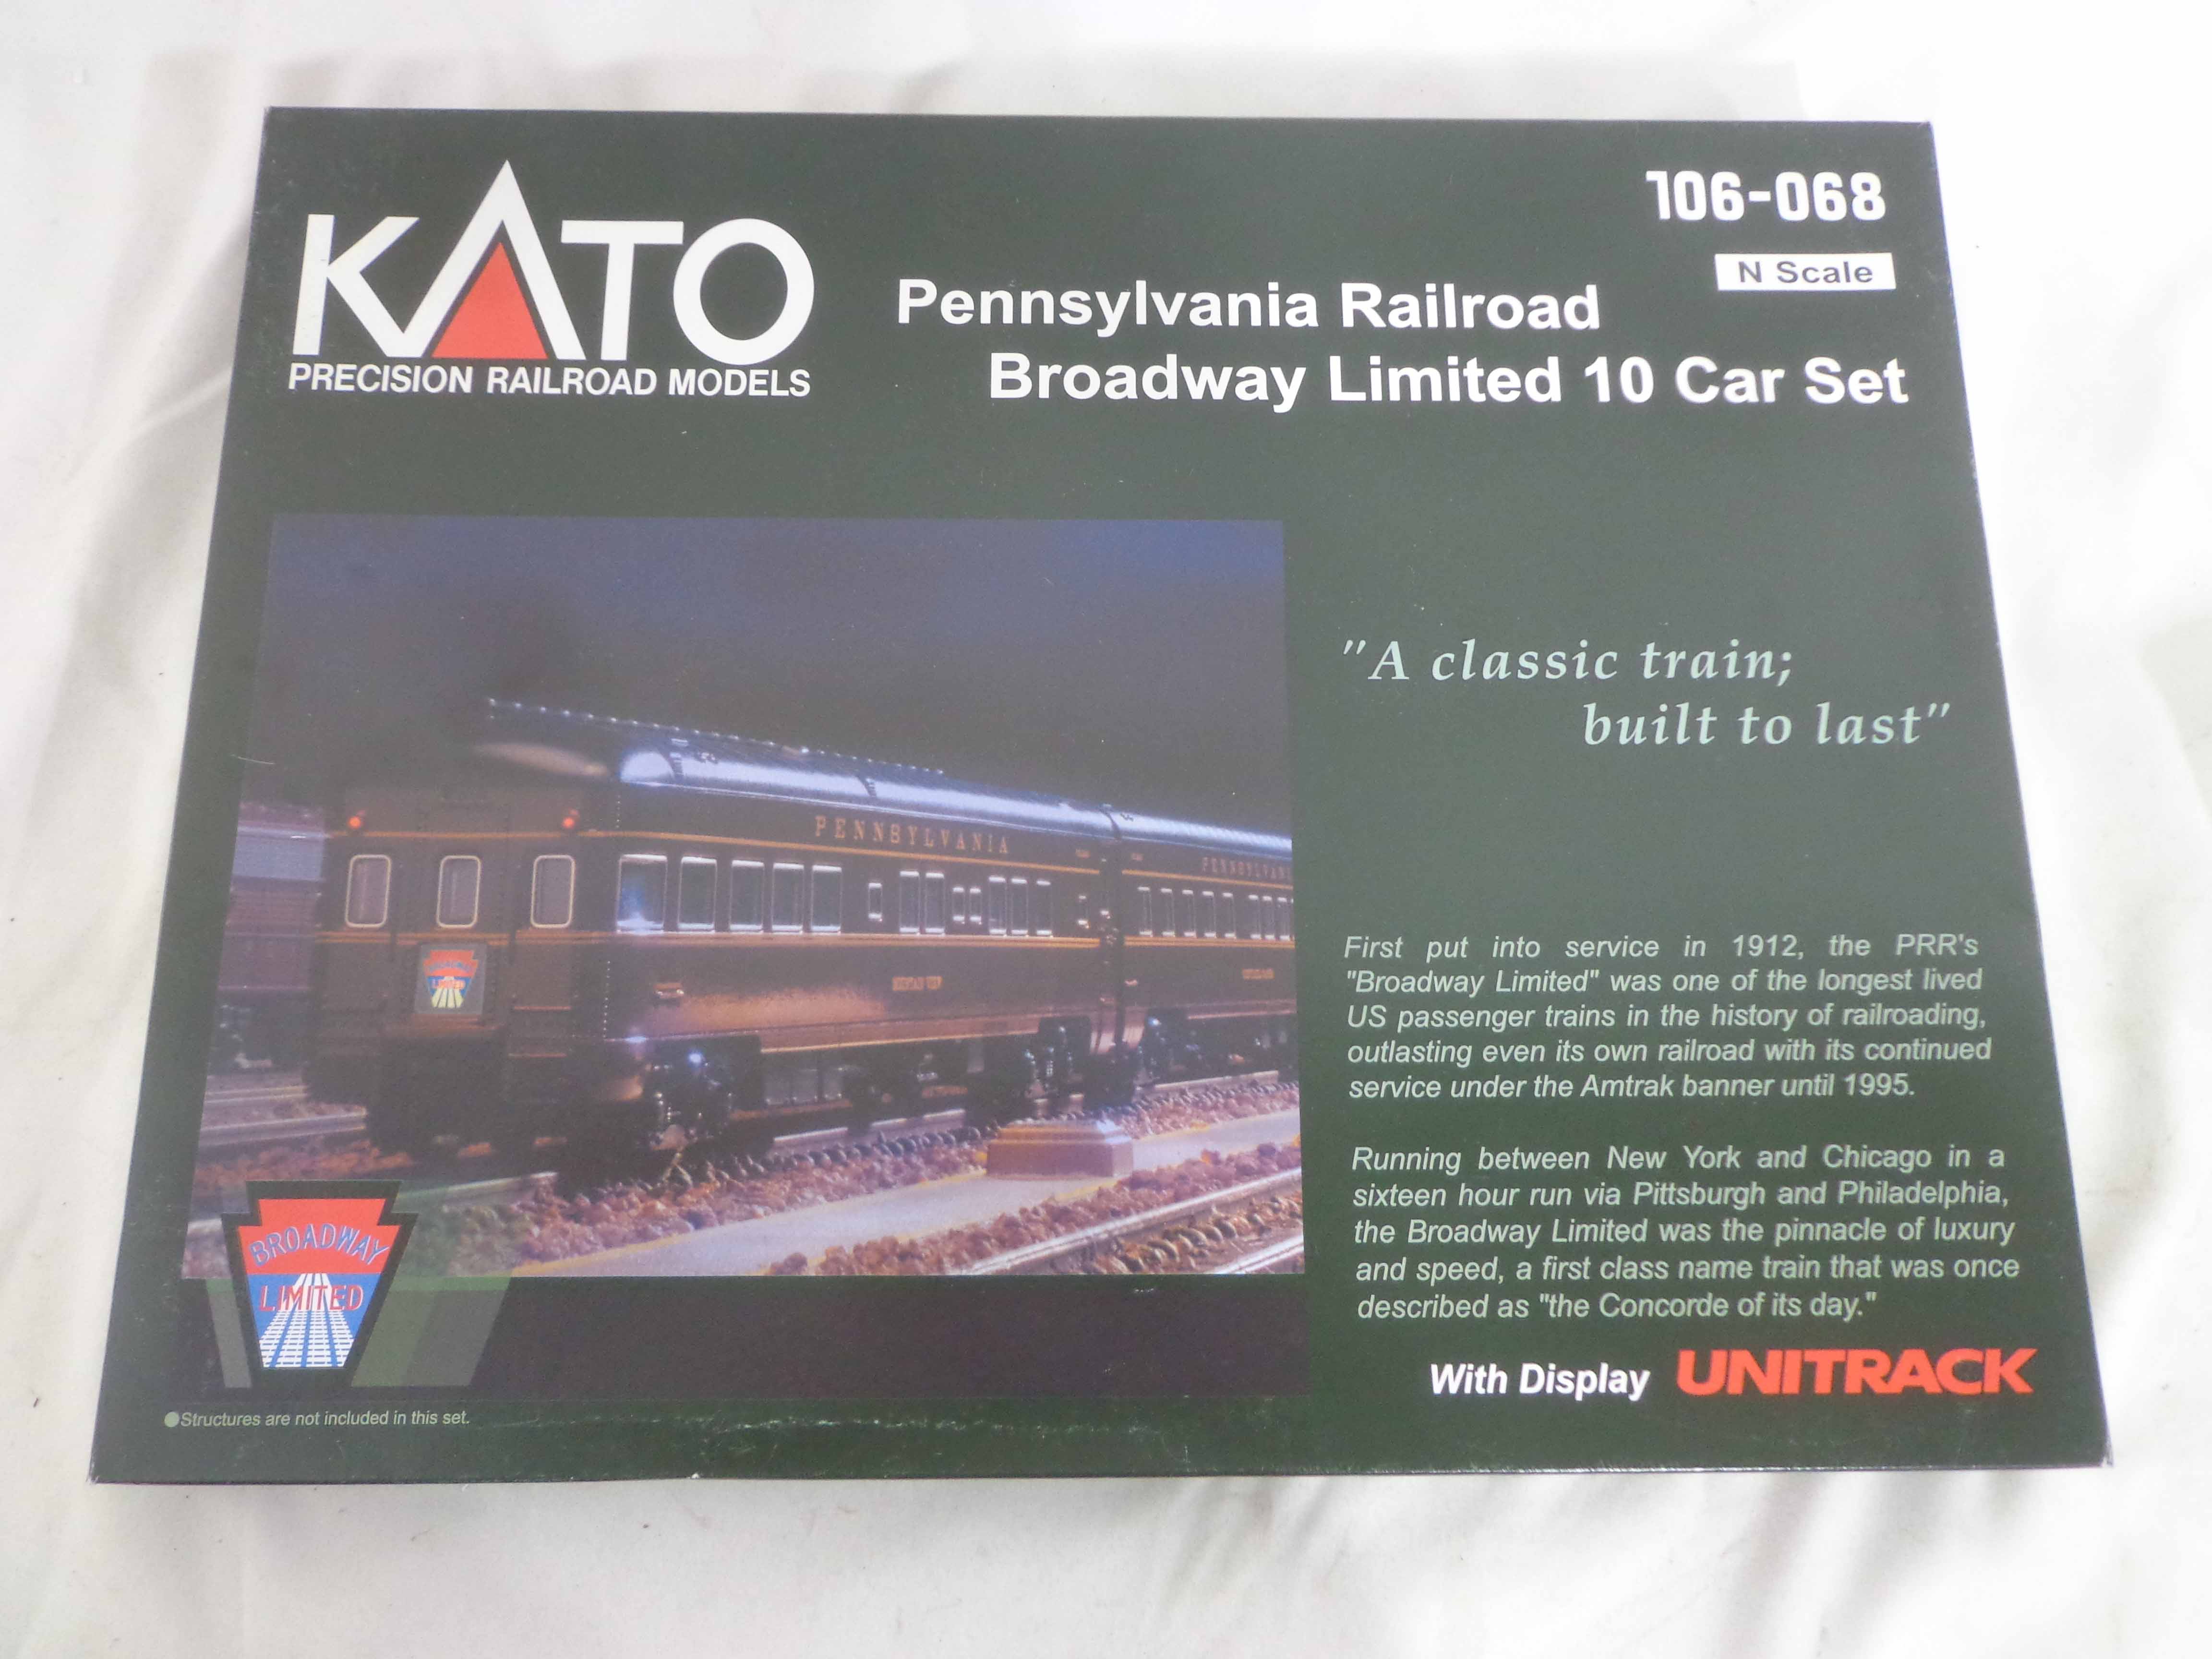 KATO
PRECISION RAILROAD MODELS
106-068
N Scale
Pennsylvania Railroad
Broadway Limited 10 Car Set
"A classic train;
built to last"
PENNSYLVANIA
PENNSYLVAN
MOUNTAIN VIEW
BROADWAY
LIMITED
First put into service in 1912, the PRR's
"Broadway Limited" was one of the longest lived
US passenger trains in the history of railroading,
outlasting even its own railroad with its continued
service under the Amtrak banner until 1995.
Running between New York and Chicago in a
sixteen hour run via Pittsburgh and Philadelphia,
the Broadway Limited was the pinnacle of luxury
and speed, a first class name train that was once
described as "the Concorde of its day."
With Display UNITRACK
BROADWAY
LIMITED
●Structures are not included in this set.